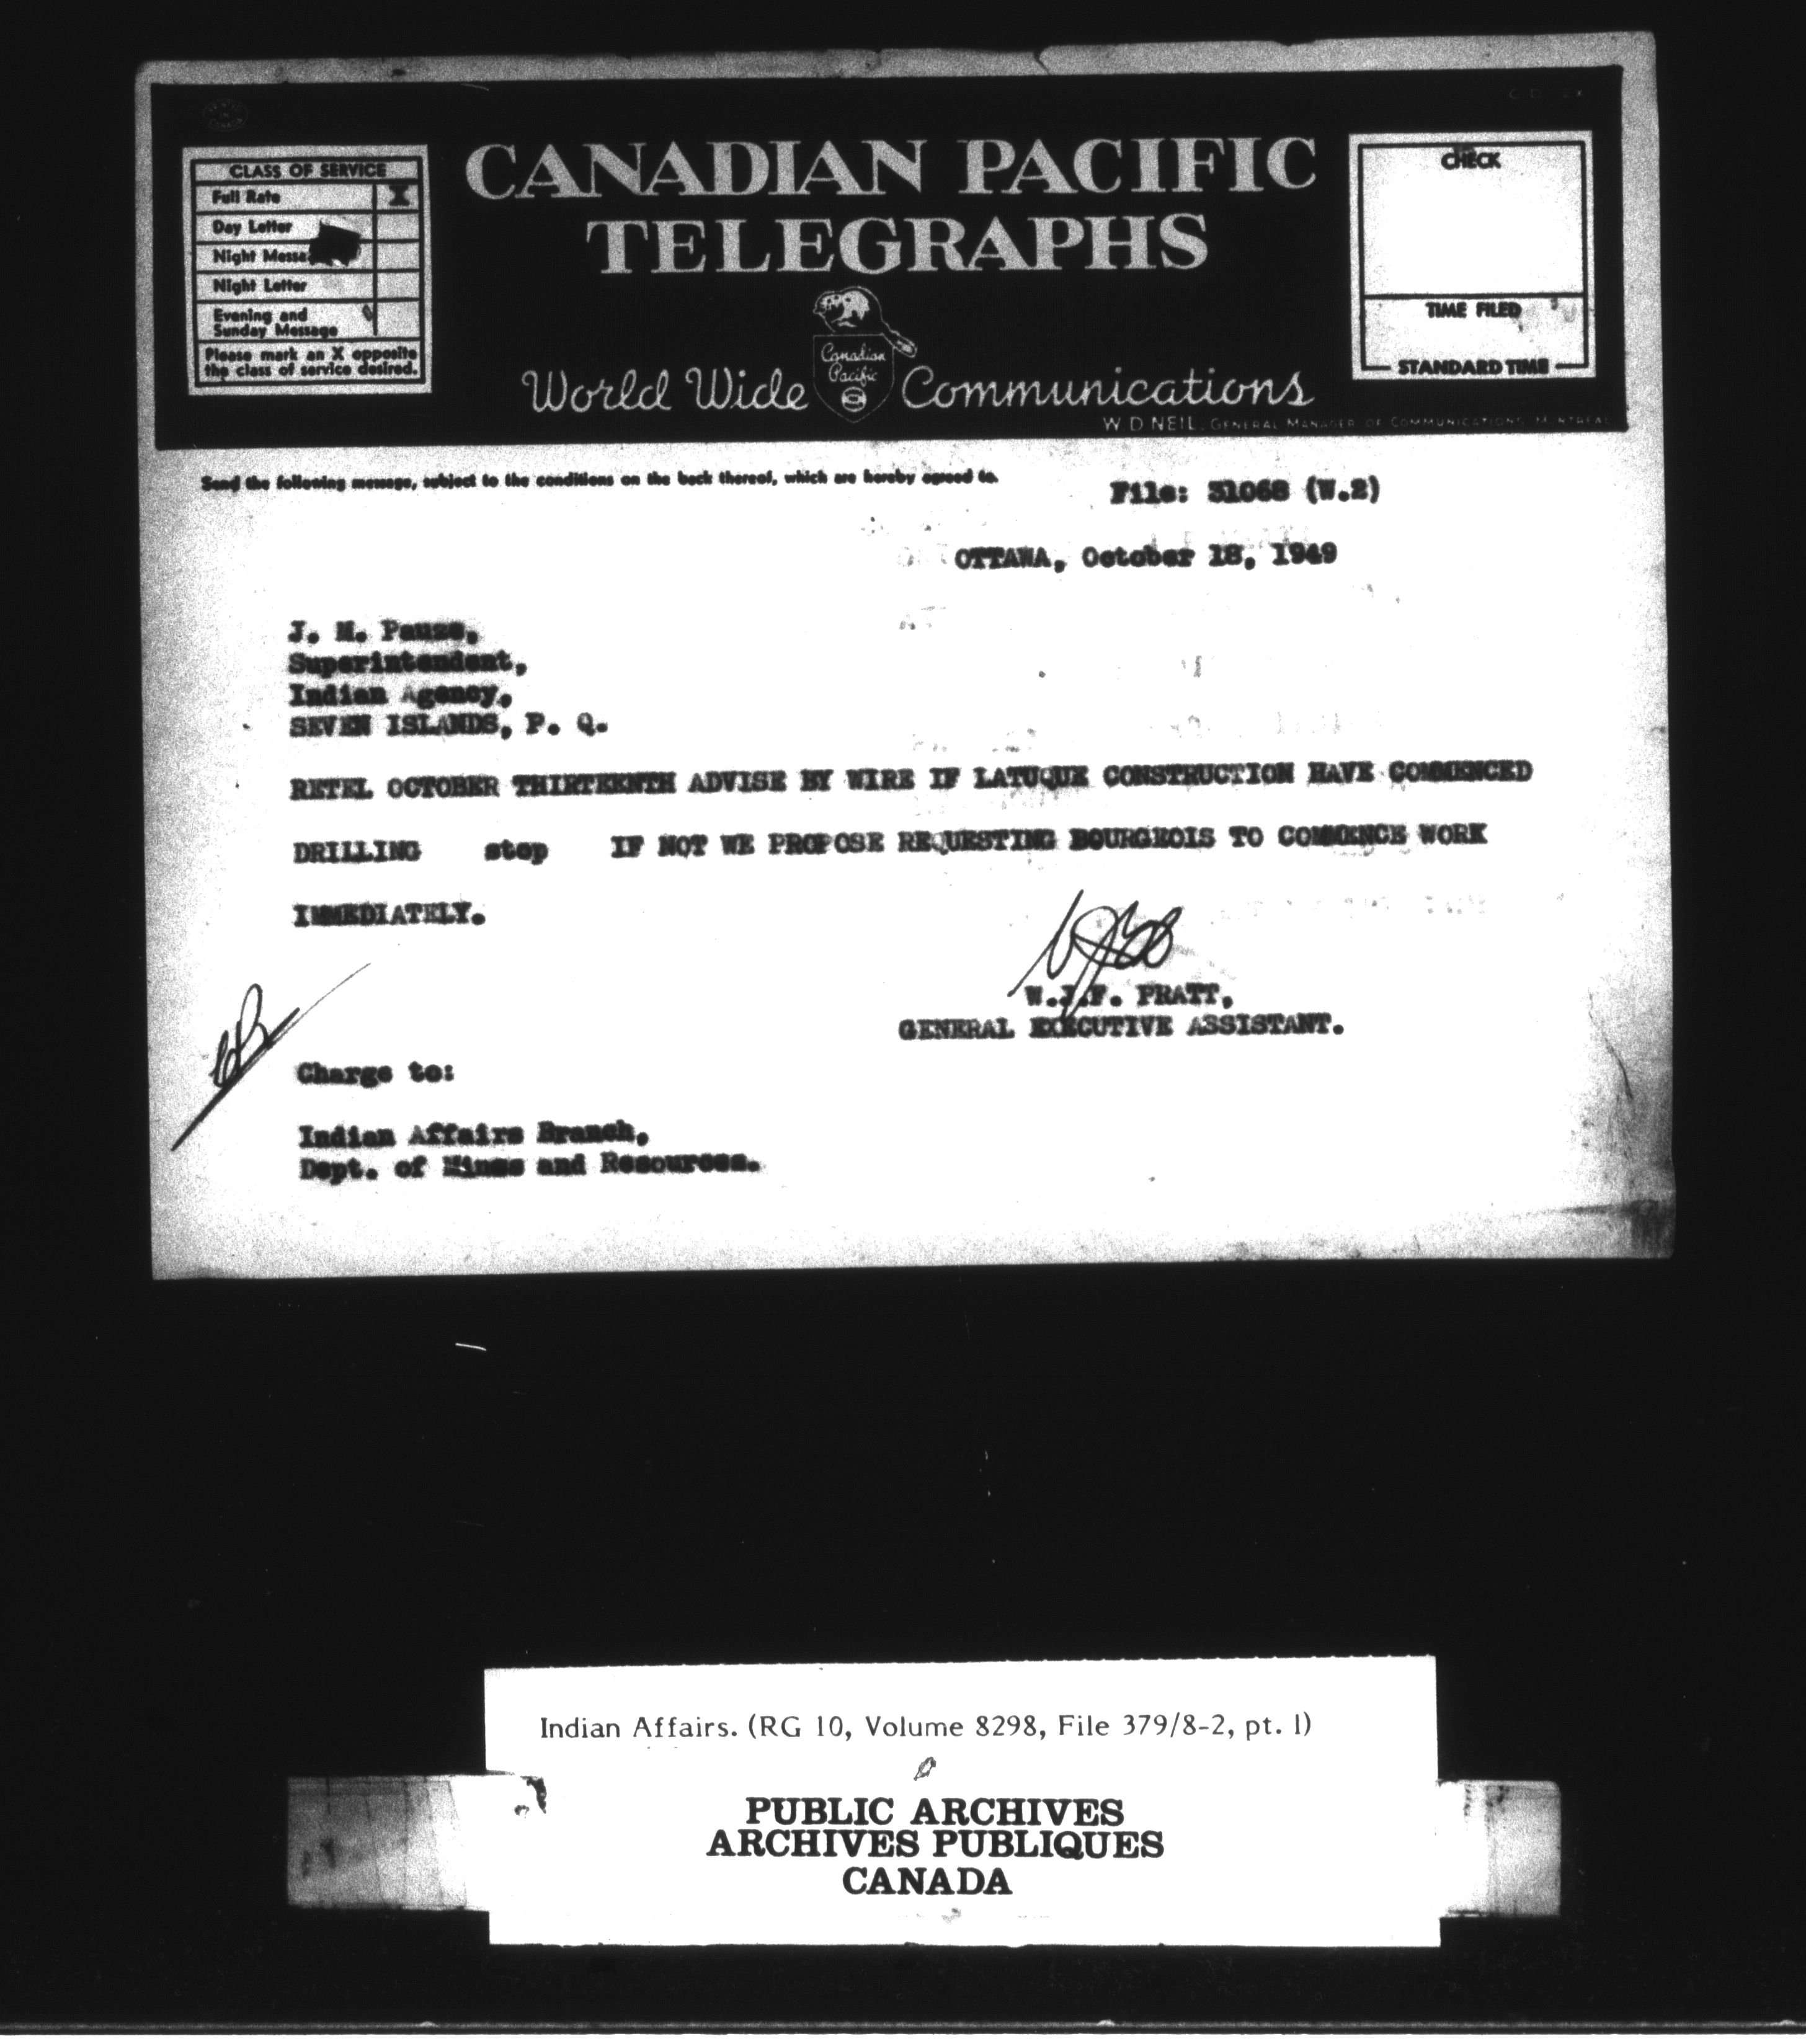 CLASS OF SERVICE
Full Rate X
Day Letter
Night Messa
Night Letter
Evening and
Sunday Message
Please mark an X opposite
the class of service desired.
CANADIAN PACIFIC
TELEGRAPHS
World Wide Communications
Canadian
Pacific
W. D. NEIL, GENERAL MANAGER OF COMMUNICATIONS, MONTREAL
CHECK
TIME FILED
STANDARD TIME
Send the following message, subject to the conditions on the back thereof, which are hereby agreed to.
File: 31068 (W.2)
OTTAWA, October 18, 1949
J. M. Pauze,
Superintendent,
Indian Agency,
SEVEN ISLANDS, P. Q.
RETEL OCTOBER THIRTEENTH ADVISE BY WIRE IF LATUQUE CONSTRUCTION HAVE COMMENCED
DRILLING stop IF NOT WE PROPOSE REQUESTING BOURGEOIS TO COMMENCE WORK
IMMEDIATELY.
W.J.F. PRATT,
GENERAL EXECUTIVE ASSISTANT.
Charge to:
Indian Affairs Branch,
Dept. of Mines and Resources.
Indian Affairs. (RG 10, Volume 8298, File 379/8-2, pt. 1)
PUBLIC ARCHIVES
ARCHIVES PUBLIQUES
CANADA